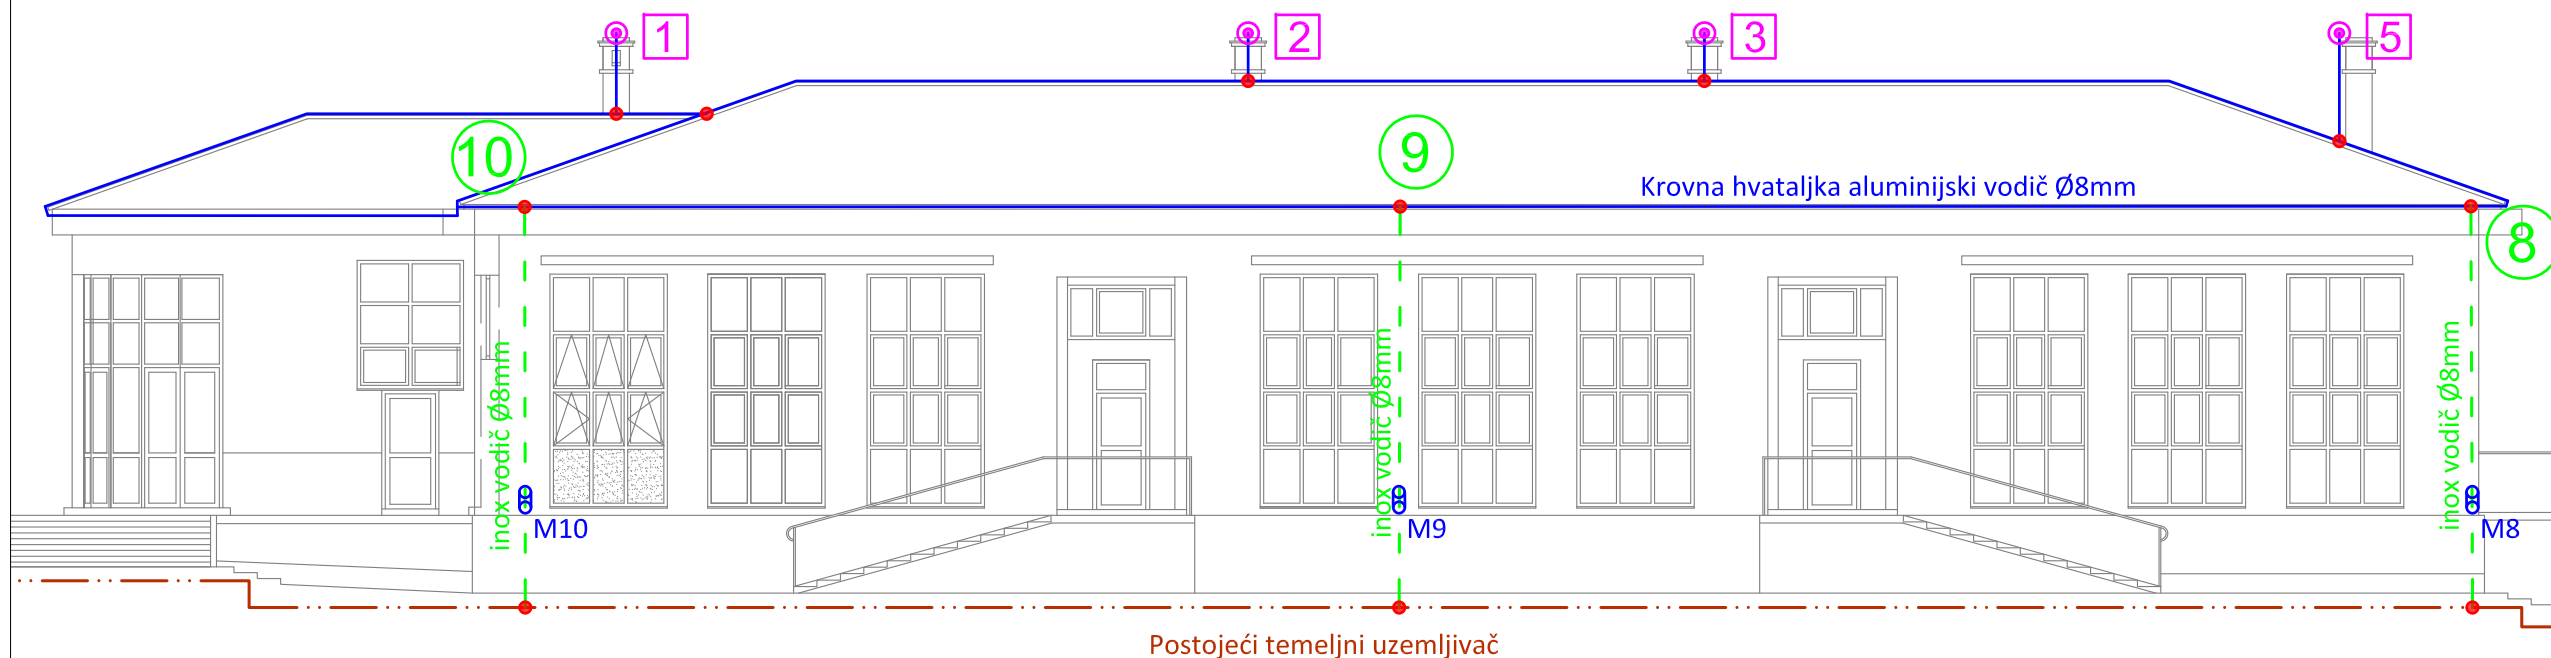 1
2
3
5
10
9
Krovna hvataljka aluminijski vodič Ø8mm
8
inox vodič Ø8mm
inox vodič Ø8mm
inox vodič Ø8mm
M10
M9
M8
Postojeći temeljni uzemljivač